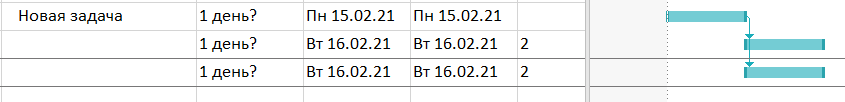 Новая задача 1 день? Пн 15.02.21 Пн 15.02.21
1 день? Вт 16.02.21 Вт 16.02.21 2
1 день? Вт 16.02.21 Вт 16.02.21 2